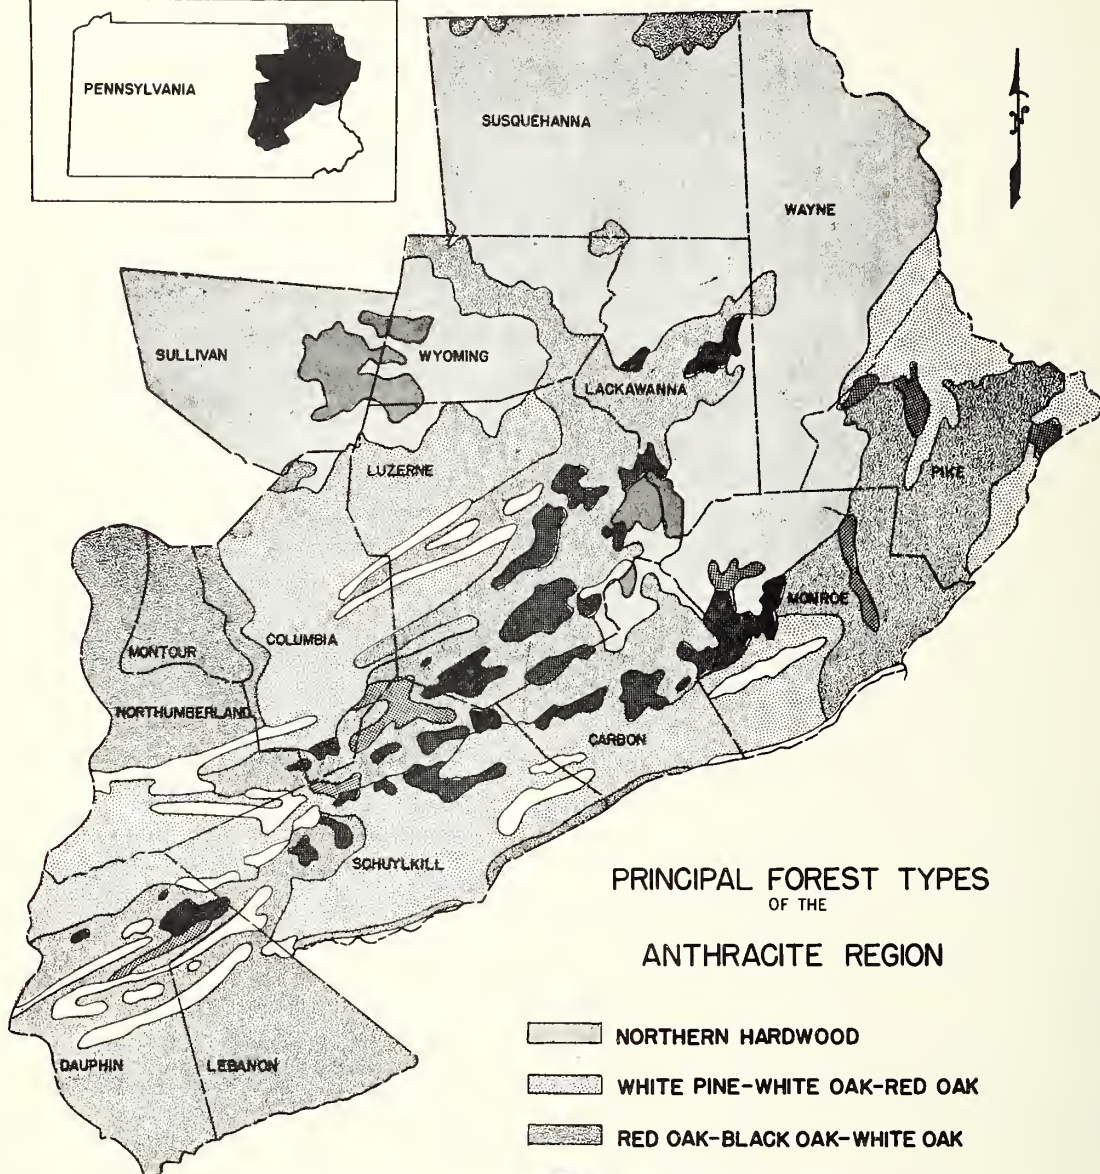 PENNSYLVANIA
SUSQUEHANNA
WAYNE
SULLIVAN
WYOMING
LACKAWANNA
LUZERNE
PIKE
MONROE
COLUMBIA
MONTOUR
NORTHUMBERLAND
CARBON
SCHUYLKILL
DAUPHIN
LEBANON
PRINCIPAL FOREST TYPES
OF THE
ANTHRACITE REGION
NORTHERN HARDWOOD
WHITE PINE-WHITE OAK-RED OAK
RED OAK-BLACK OAK-WHITE OAK